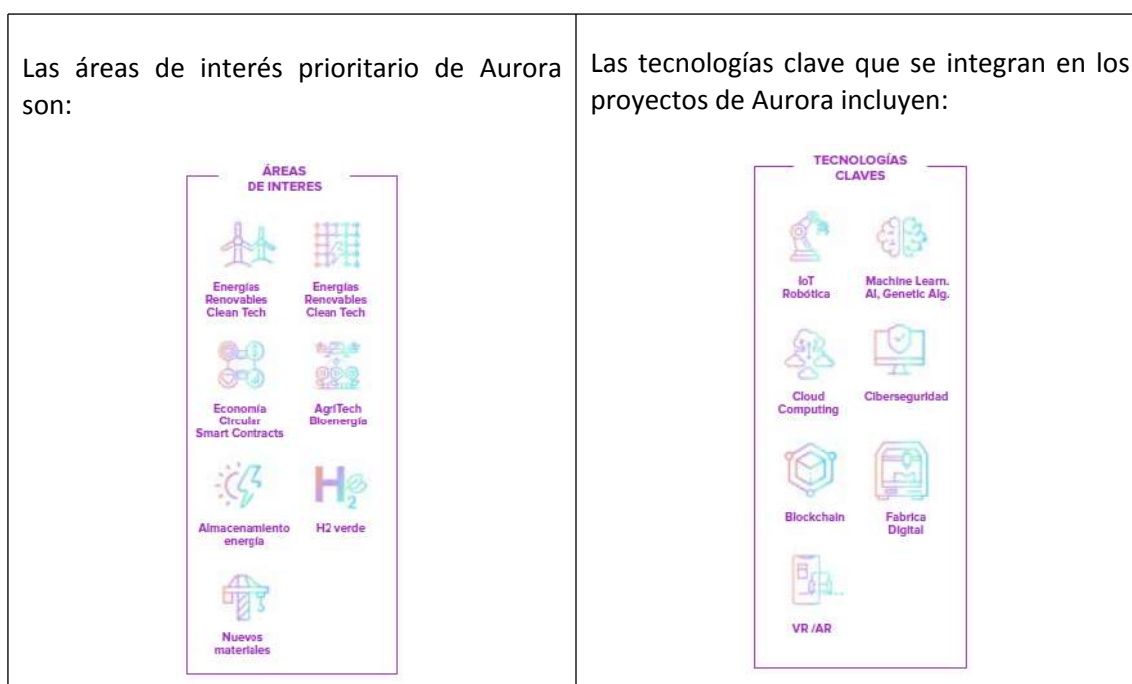 Las áreas de interés prioritario de Aurora
son:
ÁREAS
DE INTERES
Energías
Renovables
Clean Tech
Energías
Renovables
Clean Tech
Economía
Circular
Smart Contracts
AgriTech
Bioenergía
Almacenamiento
energía
H2
H2 verde
Nuevos
materiales
Las tecnologías clave que se integran en los
proyectos de Aurora incluyen:
TECNOLOGÍAS
CLAVES
IoT
Robótica
Machine Learn.
AI, Genetic Alg.
Cloud
Computing
Ciberseguridad
Blockchain
Fabrica
Digital
VR /AR